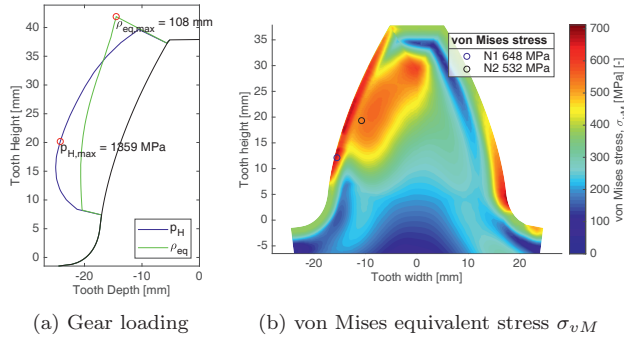 ρeq,max = 108 mm
pH,max = 1359 MPa
pH
ρeq
Tooth Height [mm]
40
35
30
25
20
15
10
5
0
-20
-10
0
Tooth Depth [mm]
(a) Gear loading
von Mises stress
N1 648 MPa
N2 532 MPa
Tooth height [mm]
35
30
25
20
15
10
5
0
-5
-20
-10
0
10
20
Tooth width [mm]
700
600
500
400
300
200
100
0
von Mises stress, σvM [MPa] [-]
(b) von Mises equivalent stress σvM